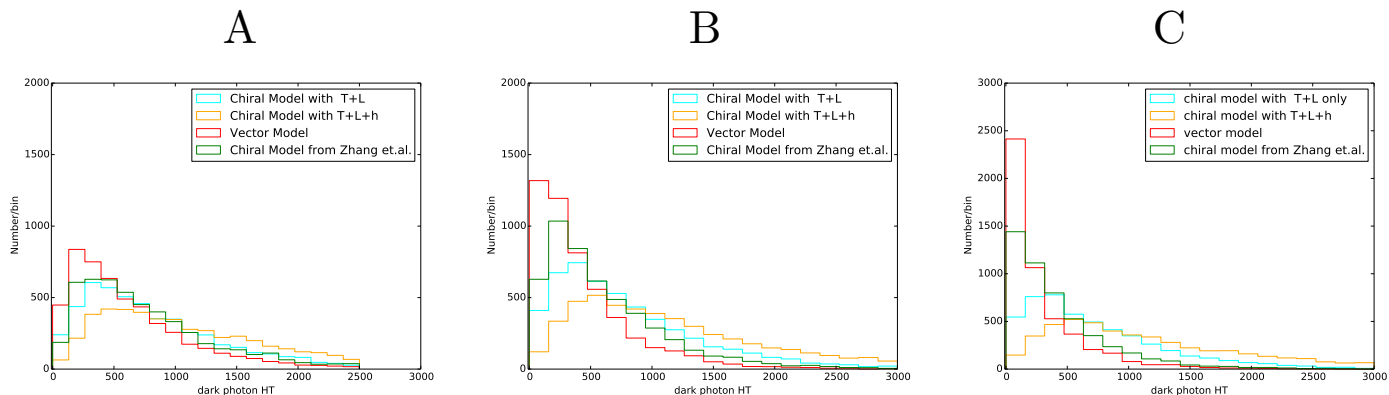 A
B
C
2000
1500
1000
500
0
Number/bin
Chiral Model with T+L
Chiral Model with T+L+h
Vector Model
Chiral Model from Zhang et.al.
0 500 1000 1500 2000 2500 3000
dark photon HT
2000
1500
1000
500
0
Number/bin
Chiral Model with T+L
Chiral Model with T+L+h
Vector Model
Chiral Model from Zhang et.al.
0 500 1000 1500 2000 2500 3000
dark photon HT
3000
2500
2000
1500
1000
500
0
Number/bin
chiral model with T+L only
chiral model with T+L+h
vector model
chiral model from Zhang et.al.
0 500 1000 1500 2000 2500 3000
dark photon HT